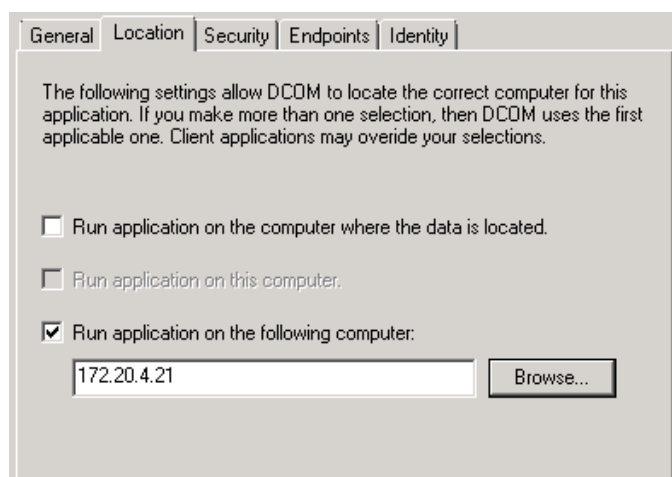 General Location Security Endpoints Identity
The following settings allow DCOM to locate the correct computer for this
application. If you make more than one selection, then DCOM uses the first
applicable one. Client applications may overide your selections.
Run application on the computer where the data is located.
Run application on this computer.
Run application on the following computer:
172.20.4.21 Browse...